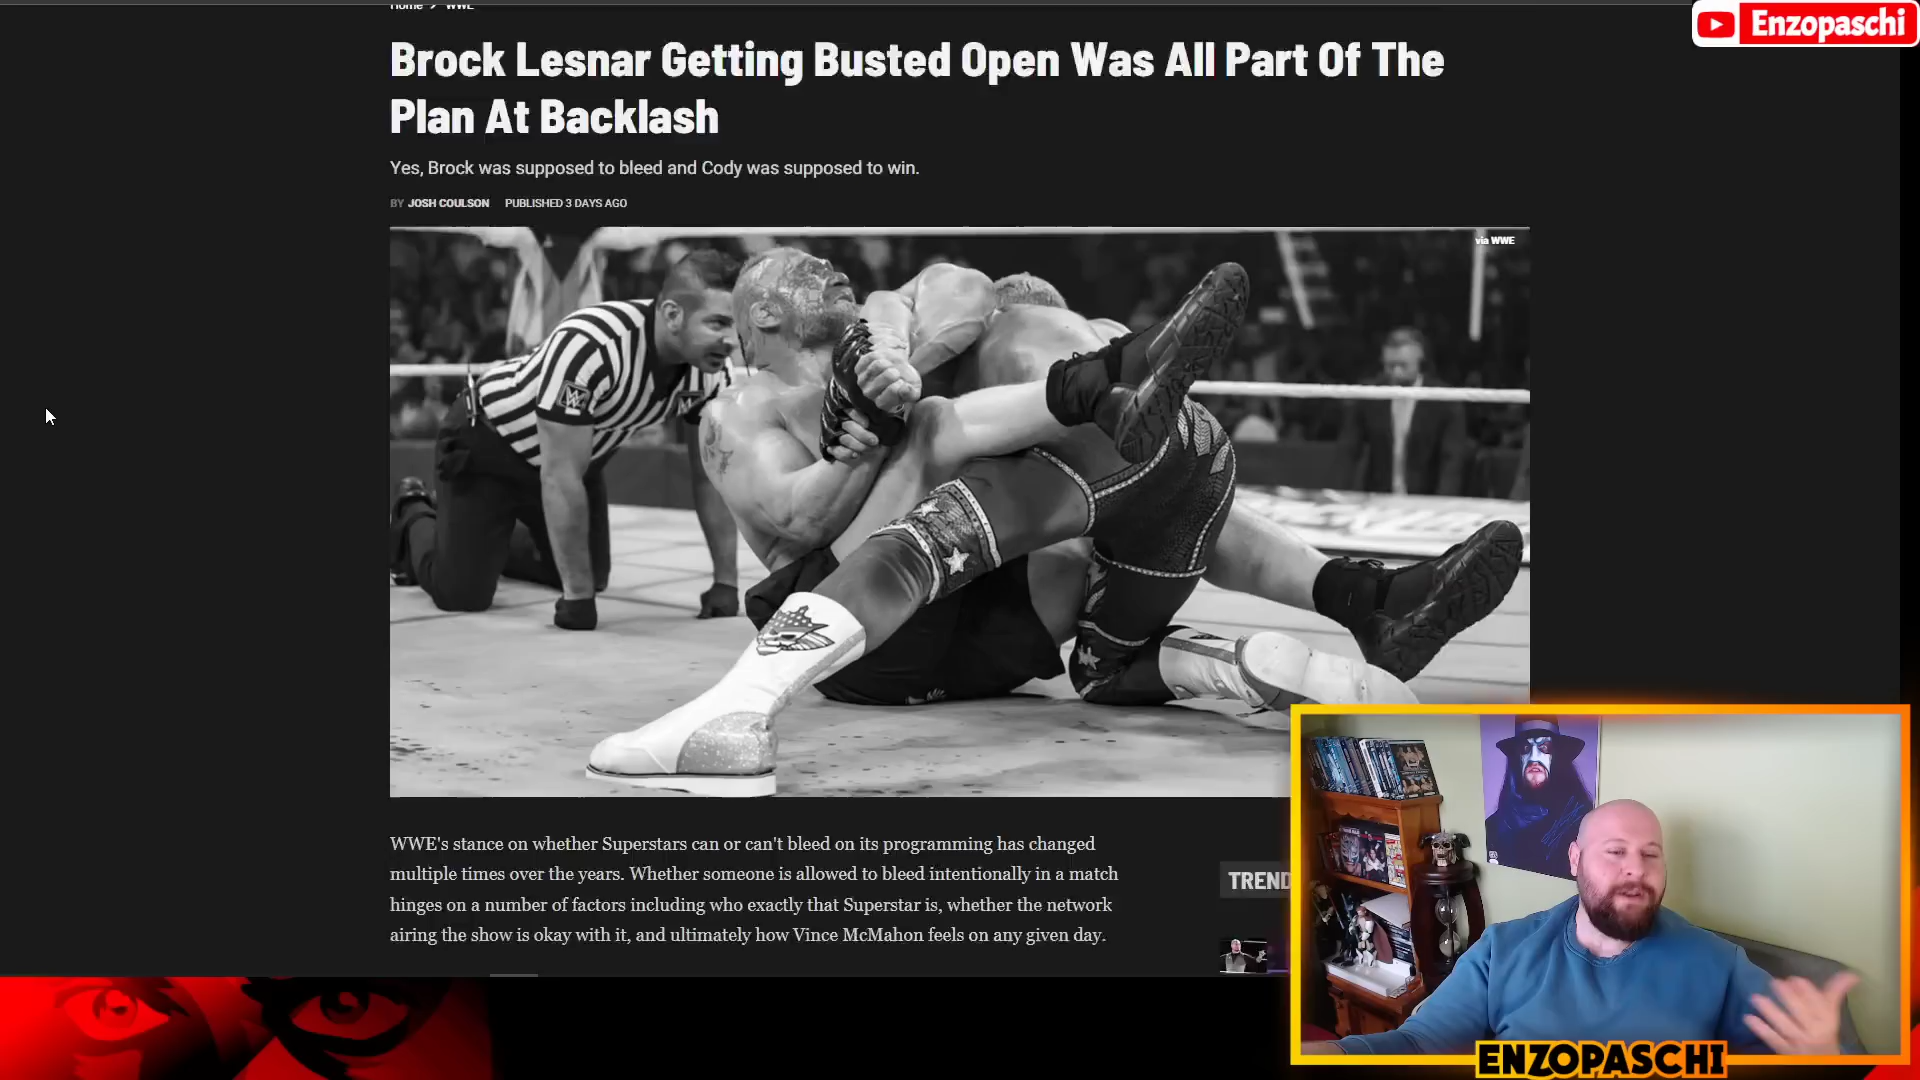 Home > WWE
Enzopaschi
Brock Lesnar Getting Busted Open Was All Part Of The
Plan At Backlash
Yes, Brock was supposed to bleed and Cody was supposed to win.
BY JOSH COULSON PUBLISHED 3 DAYS AGO
via WWE
WWE's stance on whether Superstars can or can't bleed on its programming has changed
multiple times over the years. Whether someone is allowed to bleed intentionally in a match
hinges on a number of factors including who exactly that Superstar is, whether the network
airing the show is okay with it, and ultimately how Vince McMahon feels on any given day.
TREND
ENZOPASCHI